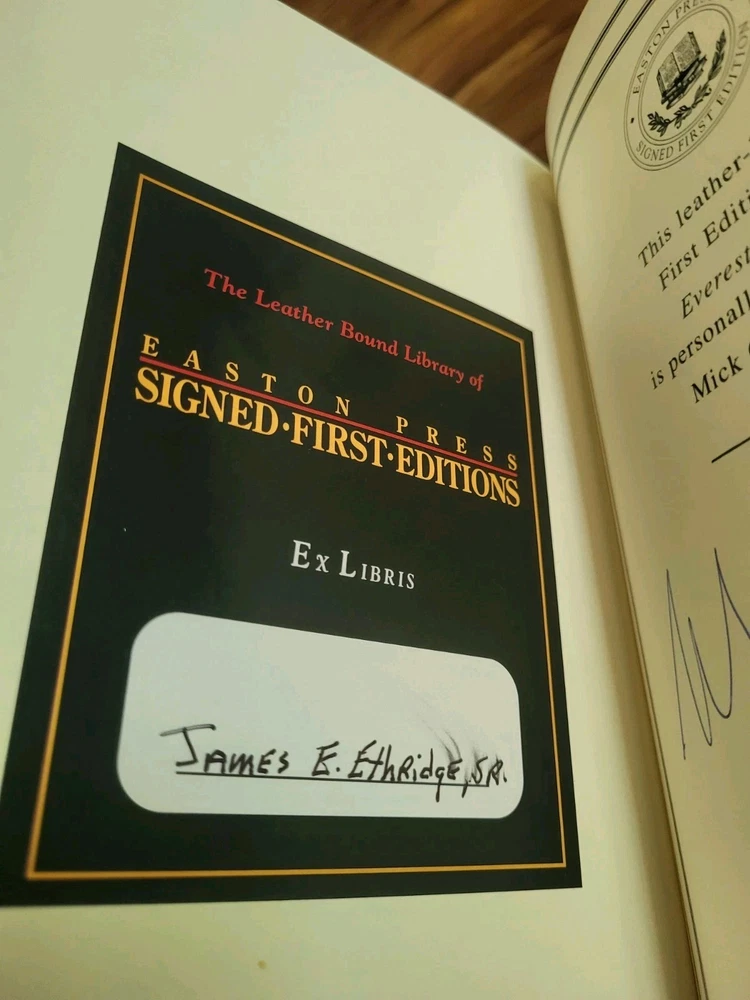 The Leather Bound Library of
EASTON PRESS
SIGNED·FIRST·EDITIONS
EX LIBRIS
JAMES E. EthRidge, SR.
EASTON PRESS
SIGNED FIRST EDITION
This leather-
First Editi
Everest
is personall
Mick